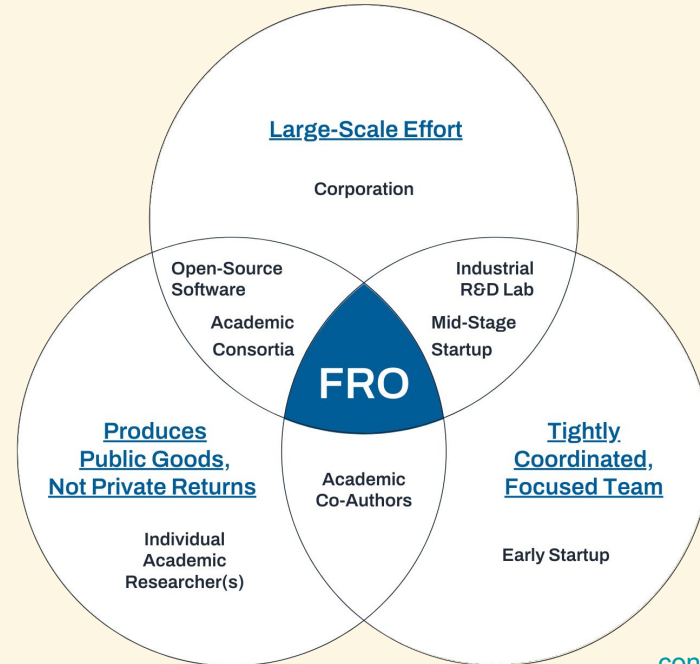 Large-Scale Effort
Corporation
Open-Source
Software
Academic
Consortia
Industrial
R&D Lab
Mid-Stage
Startup
FRO
Produces
Public Goods,
Not Private Returns
Individual
Academic
Researcher(s)
Academic
Co-Authors
Tightly
Coordinated,
Focused Team
Early Startup